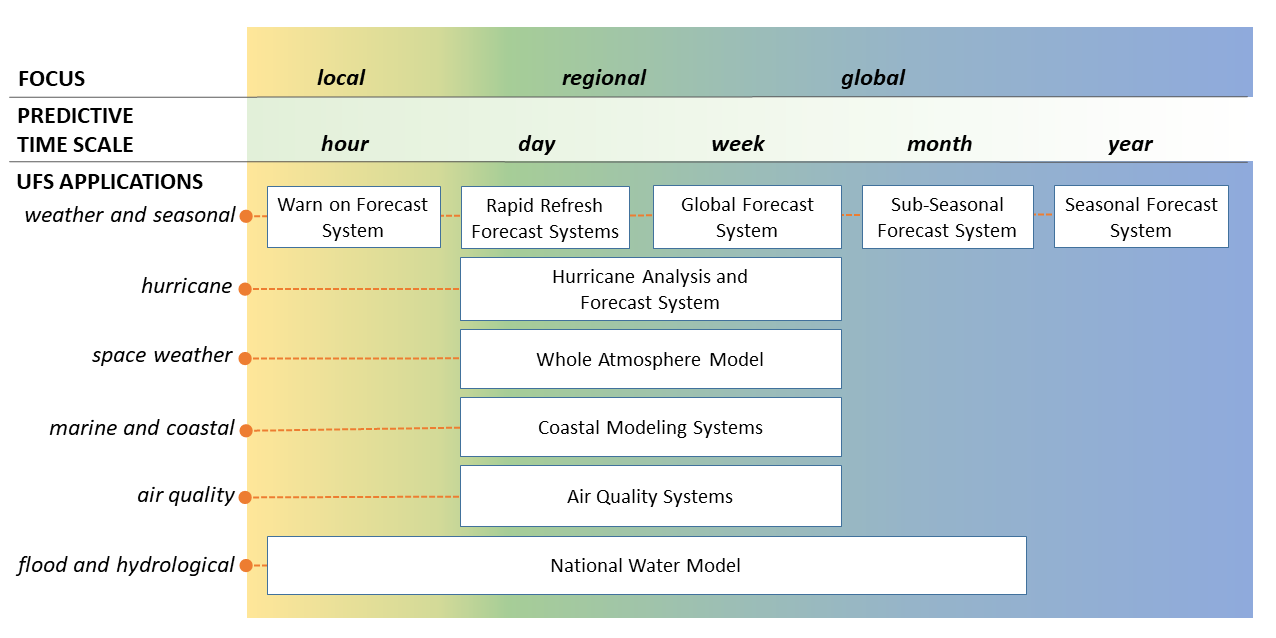 FOCUS local regional global
PREDICTIVE
TIME SCALE hour day week month year
UFS APPLICATIONS
weather and seasonal
Warn on Forecast
System
Rapid Refresh
Forecast Systems
Global Forecast
System
Sub-Seasonal
Forecast System
Seasonal Forecast
System
hurricane
Hurricane Analysis and
Forecast System
space weather
Whole Atmosphere Model
marine and coastal
Coastal Modeling Systems
air quality
Air Quality Systems
flood and hydrological
National Water Model